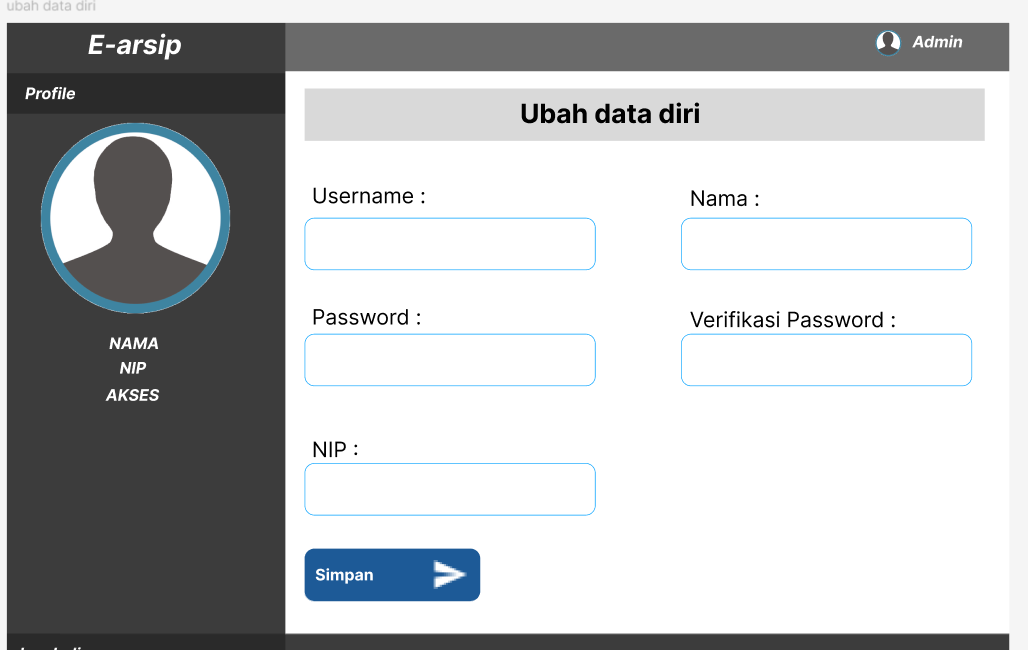 ubah data diri
E-arsip
Admin
Profile
Ubah data diri
Username :
Nama :
Password :
Verifikasi Password :
NAMA
NIP
AKSES
NIP :
Simpan